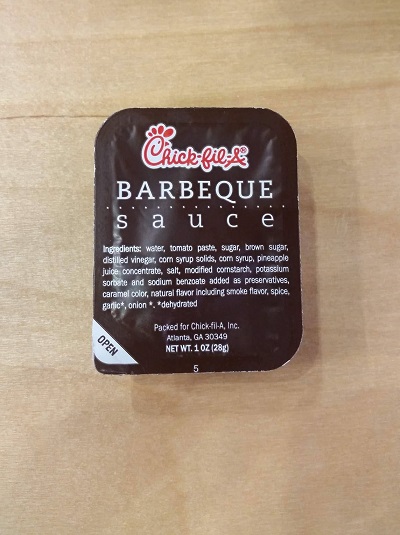 Chick-fil-A®
BARBEQUE
sauce
Ingredients: water, tomato paste, sugar, brown sugar,
distilled vinegar, corn syrup solids, corn syrup, pineapple
juice concentrate, salt, modified cornstarch, potassium
sorbate and sodium benzoate added as preservatives,
caramel color, natural flavor including smoke flavor, spice,
garlic*, onion *. *dehydrated
Packed for Chick-fil-A, Inc.
Atlanta, GA 30349
NET WT. 1 OZ (28g)
OPEN
5